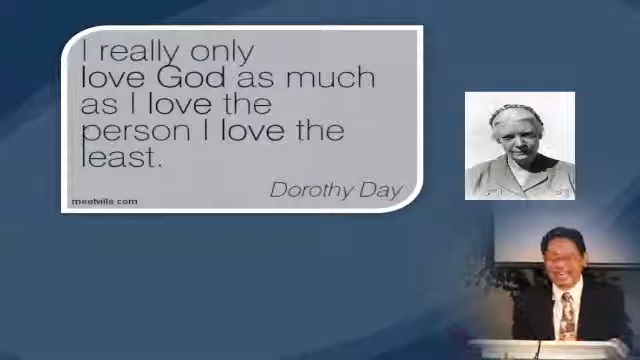 I really only
love God as much
as I love the
person I love the
least.
Dorothy Day
meetville.com